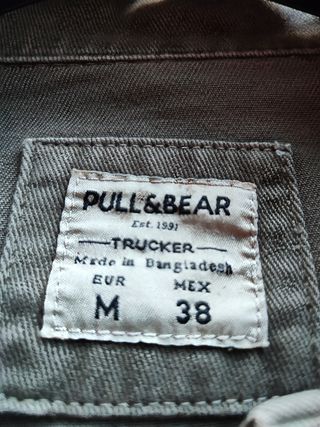 PULL&BEAR
Est. 1991
TRUCKER
Made in Bangladesh
EUR MEX
M 38